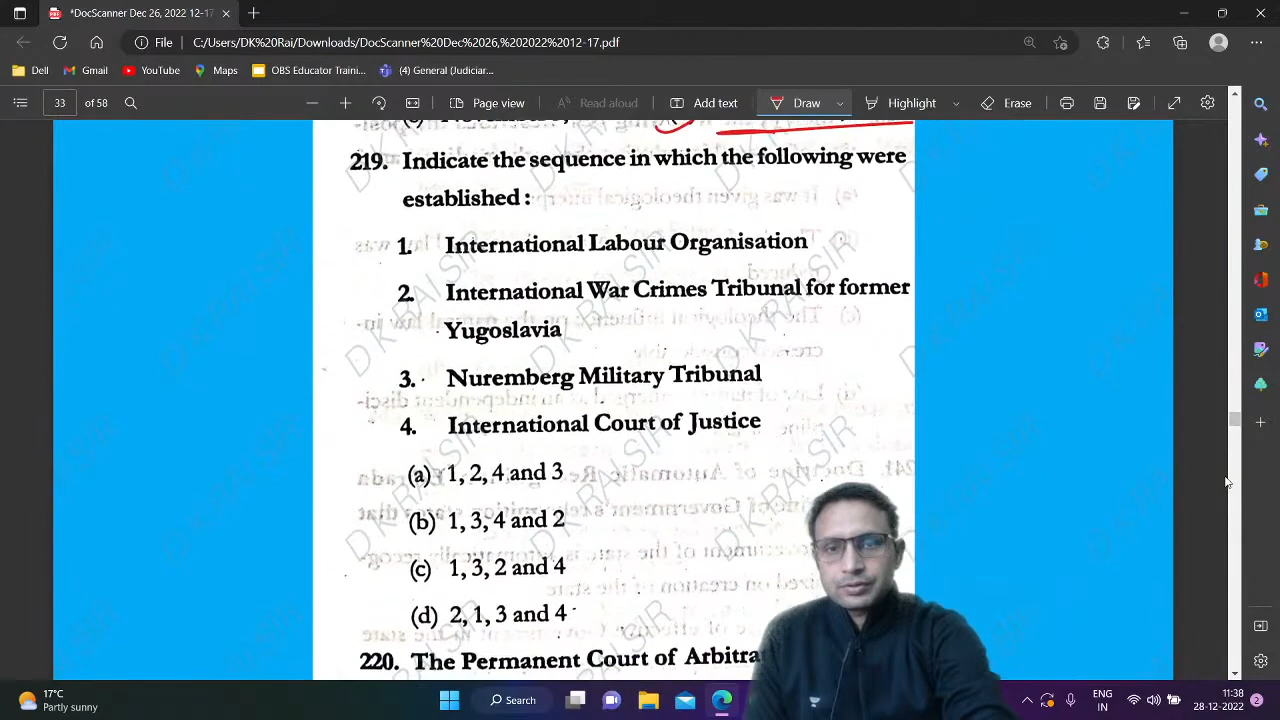 *DocScanner Dec 26, 2022 12-17
File
C:/Users/DK%20Rai/Downloads/DocScanner%20Dec%2026,%202022%2012-17.pdf
Dell
Gmail
YouTube
Maps
OBS Educator Train...
(4) General (Judiciar...
33 of 58
Page view
Read aloud
Add text
Draw
Highlight
Erase
219. Indicate the sequence in which the following were
established :
1. International Labour Organisation
2. International War Crimes Tribunal for former
Yugoslavia
3. Nuremberg Military Tribunal
4. International Court of Justice
(a) 1, 2, 4 and 3
(b) 1, 3, 4 and 2
(c) 1, 3, 2 and 4
(d) 2, 1, 3 and 4
220. The Permanent Court of Arbitra
D K RAI SIR
17°C
Partly sunny
Search
ENG
IN
11:38
28-12-2022